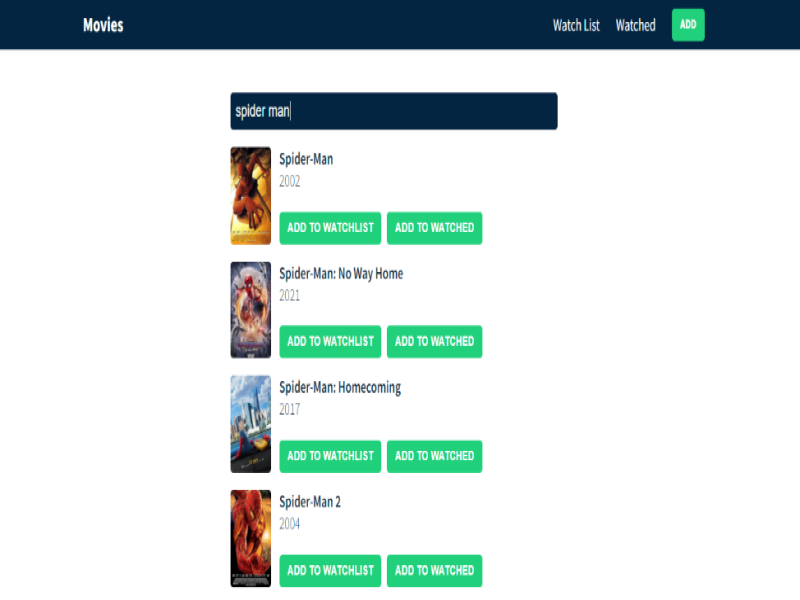 Movies Watch List Watched ADD
spider man
Spider-Man
2002
ADD TO WATCHLIST ADD TO WATCHED
Spider-Man: No Way Home
2021
ADD TO WATCHLIST ADD TO WATCHED
Spider-Man: Homecoming
2017
ADD TO WATCHLIST ADD TO WATCHED
Spider-Man 2
2004
ADD TO WATCHLIST ADD TO WATCHED